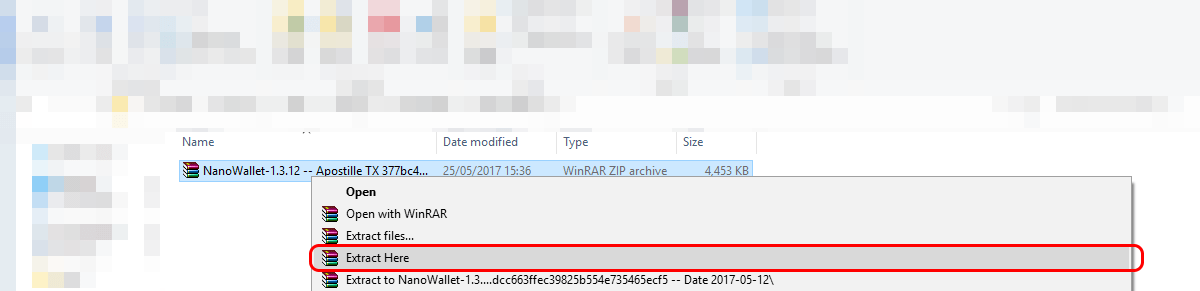 Name Date modified Type Size
NanoWallet-1.3.12 -- Apostille TX 377bc4... 25/05/2017 15:36 WinRAR ZIP archive 4,453 KB
Open
Open with WinRAR
Extract files...
Extract Here
Extract to NanoWallet-1.3....dcc663ffec39825b554e735465ecf5 -- Date 2017-05-12\